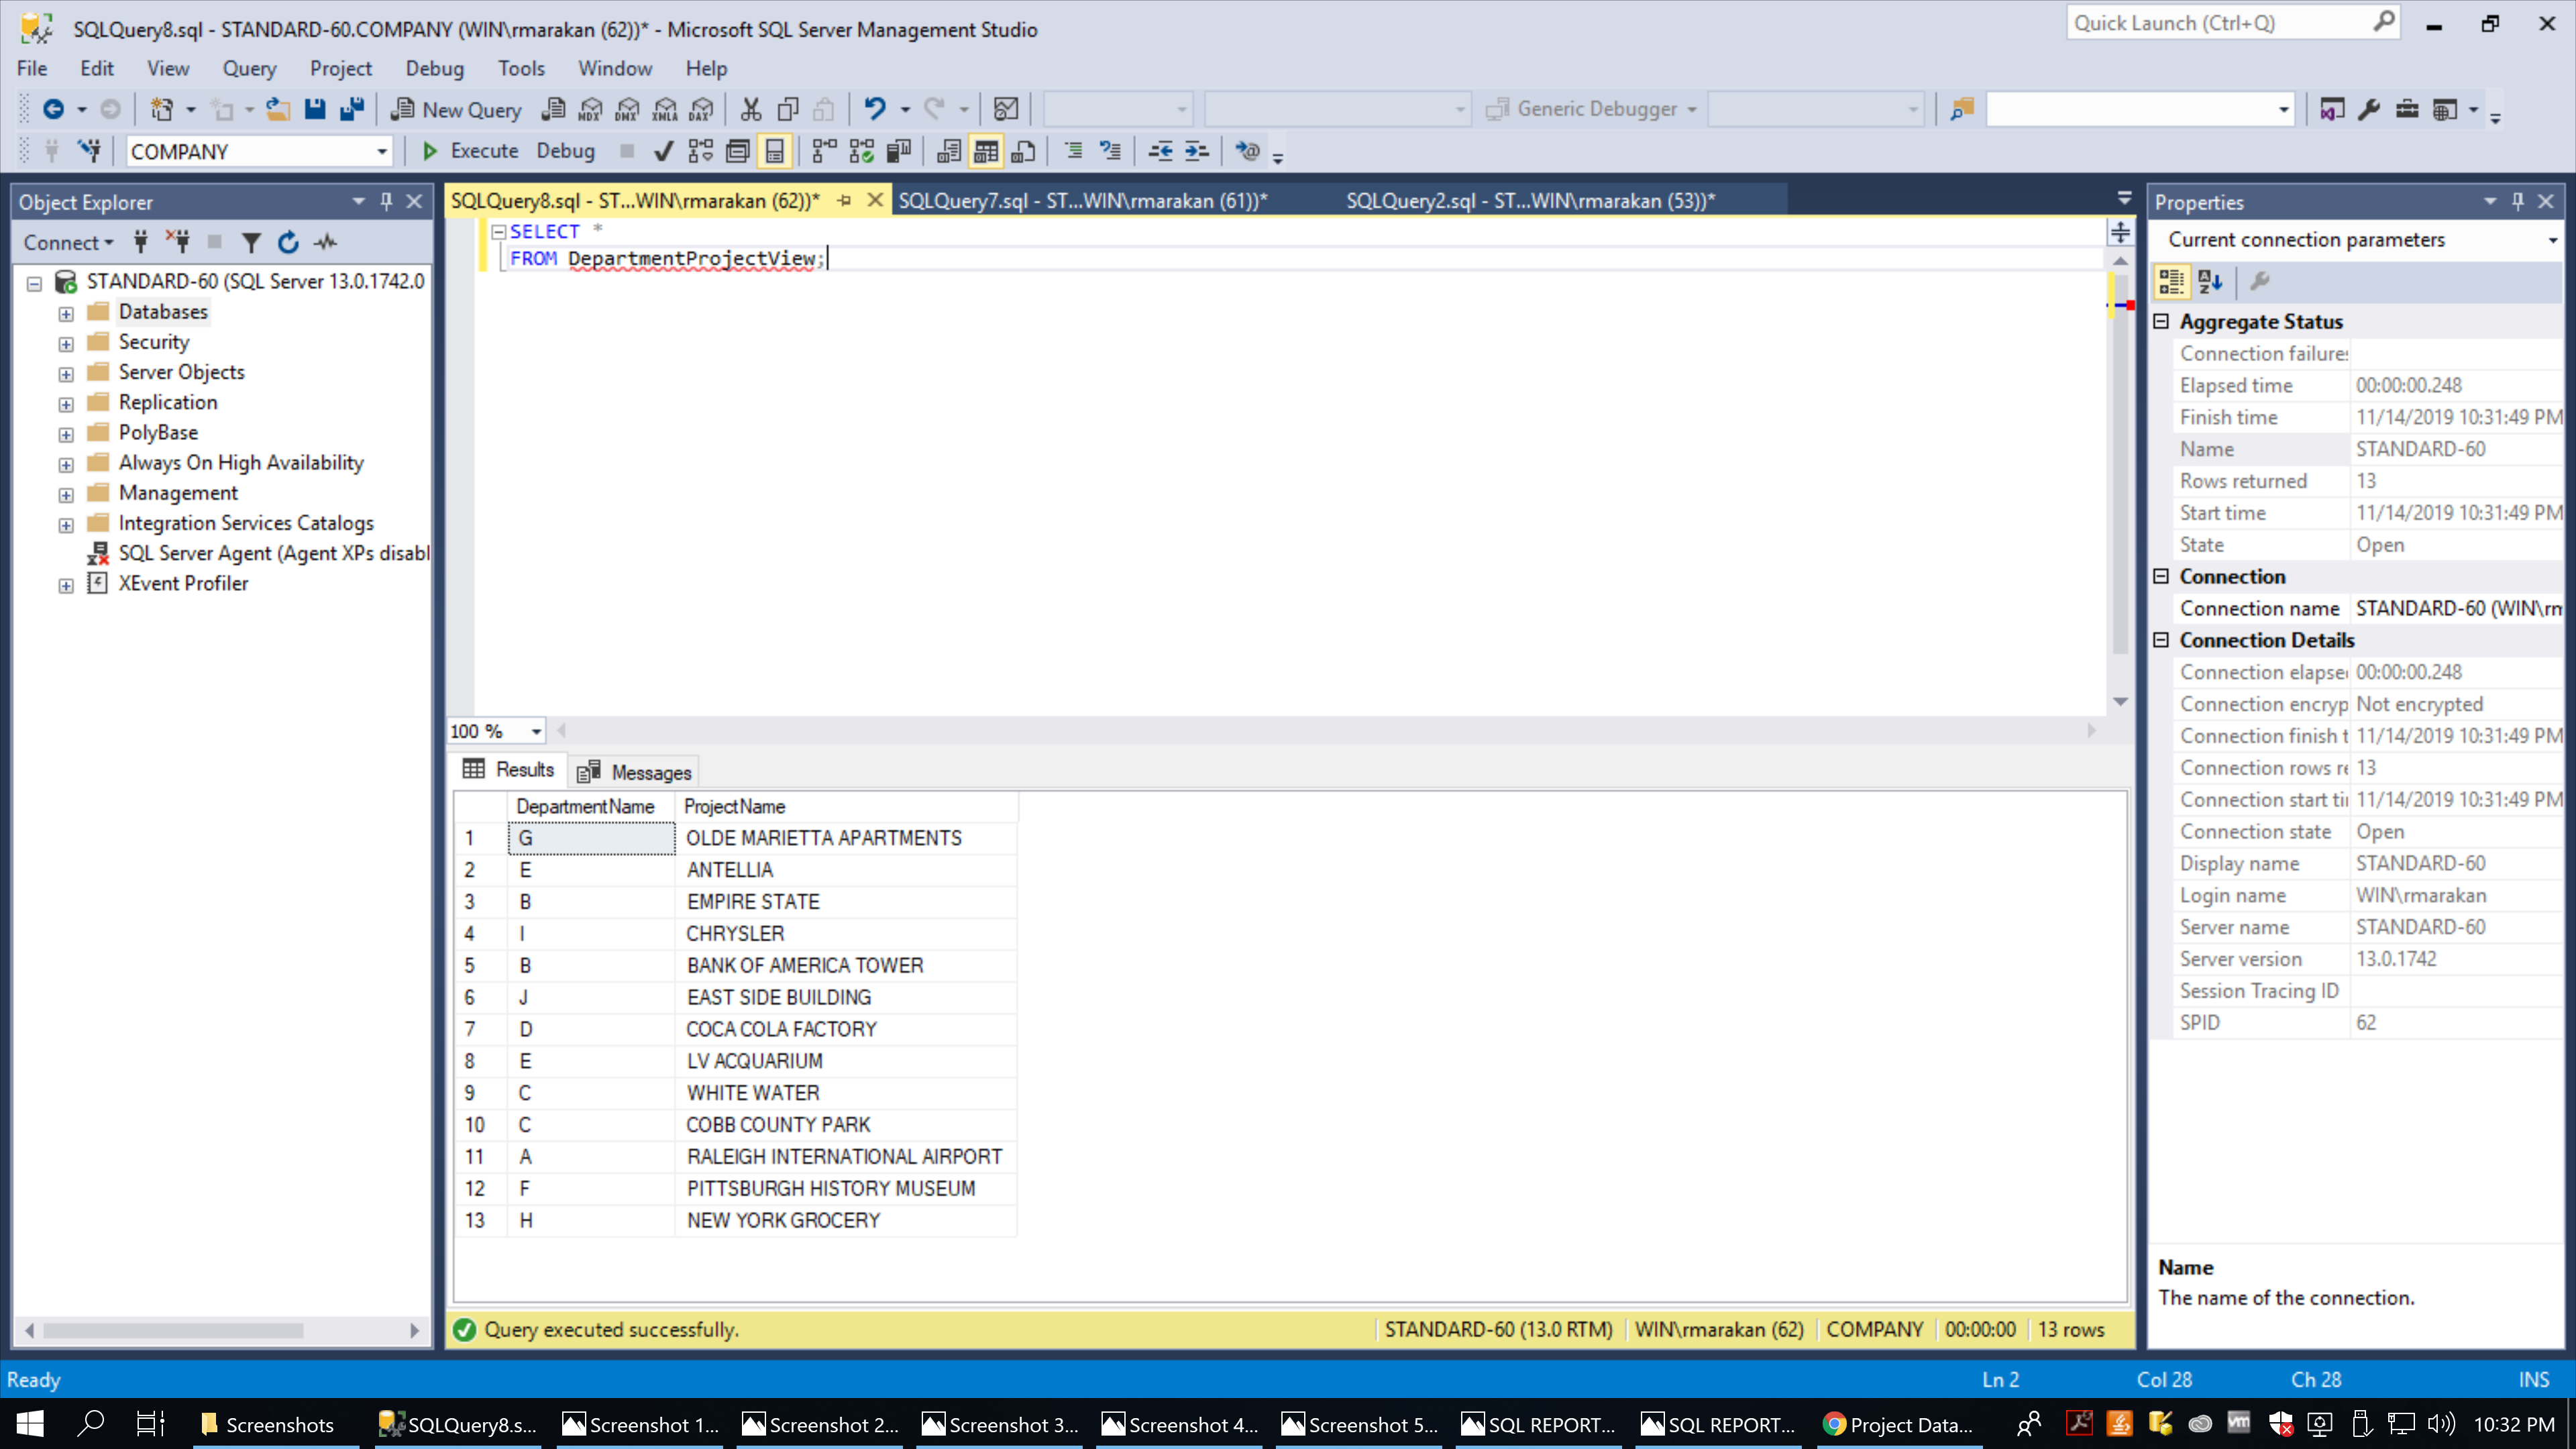 SQLQuery8.sql - STANDARD-60.COMPANY (WIN\rmarakan (62))* - Microsoft SQL Server Management Studio
Quick Launch (Ctrl+Q)
File Edit View Query Project Debug Tools Window Help
New Query MDX DMX XMLA DAX Generic Debugger
COMPANY Execute Debug
Object Explorer
Connect
STANDARD-60 (SQL Server 13.0.1742.0
Databases
Security
Server Objects
Replication
PolyBase
Always On High Availability
Management
Integration Services Catalogs
SQL Server Agent (Agent XPs disabl
XEvent Profiler
SQLQuery8.sql - ST...WIN\rmarakan (62))* SQLQuery7.sql - ST...WIN\rmarakan (61))* SQLQuery2.sql - ST...WIN\rmarakan (53))*
SELECT *
FROM DepartmentProjectView;
100 %
Results Messages
DepartmentName ProjectName
1 G OLDE MARIETTA APARTMENTS
2 E ANTELLIA
3 B EMPIRE STATE
4 I CHRYSLER
5 B BANK OF AMERICA TOWER
6 J EAST SIDE BUILDING
7 D COCA COLA FACTORY
8 E LV ACQUARIUM
9 C WHITE WATER
10 C COBB COUNTY PARK
11 A RALEIGH INTERNATIONAL AIRPORT
12 F PITTSBURGH HISTORY MUSEUM
13 H NEW YORK GROCERY
Query executed successfully. STANDARD-60 (13.0 RTM) WIN\rmarakan (62) COMPANY 00:00:00 13 rows
Properties
Current connection parameters
Aggregate Status
Connection failures
Elapsed time 00:00:00.248
Finish time 11/14/2019 10:31:49 PM
Name STANDARD-60
Rows returned 13
Start time 11/14/2019 10:31:49 PM
State Open
Connection
Connection name STANDARD-60 (WIN\rm
Connection Details
Connection elapse 00:00:00.248
Connection encryp Not encrypted
Connection finish t 11/14/2019 10:31:49 PM
Connection rows re 13
Connection start ti 11/14/2019 10:31:49 PM
Connection state Open
Display name STANDARD-60
Login name WIN\rmarakan
Server name STANDARD-60
Server version 13.0.1742
Session Tracing ID
SPID 62
Name
The name of the connection.
Ready Ln 2 Col 28 Ch 28 INS
Screenshots SQLQuery8.s... Screenshot 1... Screenshot 2... Screenshot 3... Screenshot 4... Screenshot 5... SQL REPORT... SQL REPORT... Project Data... vm 10:32 PM